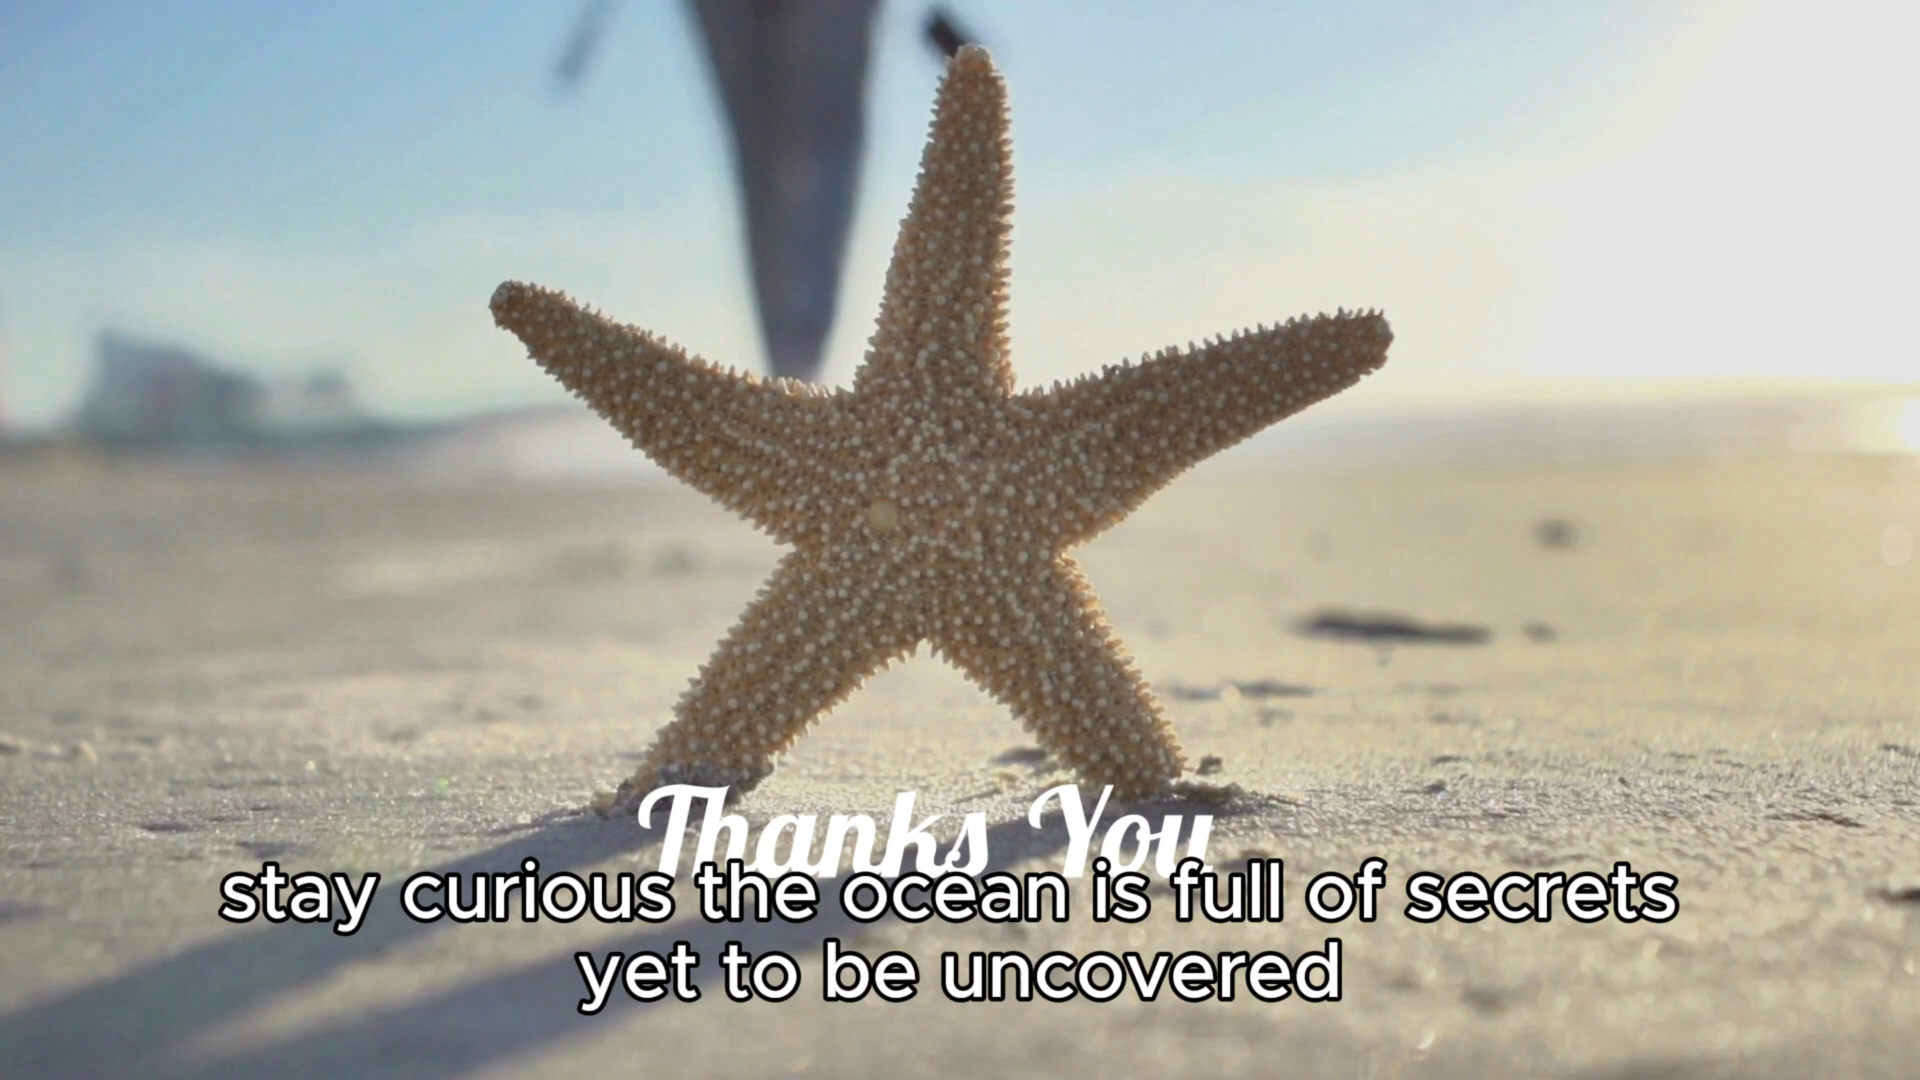 Thanks You
stay curious the ocean is full of secrets
yet to be uncovered